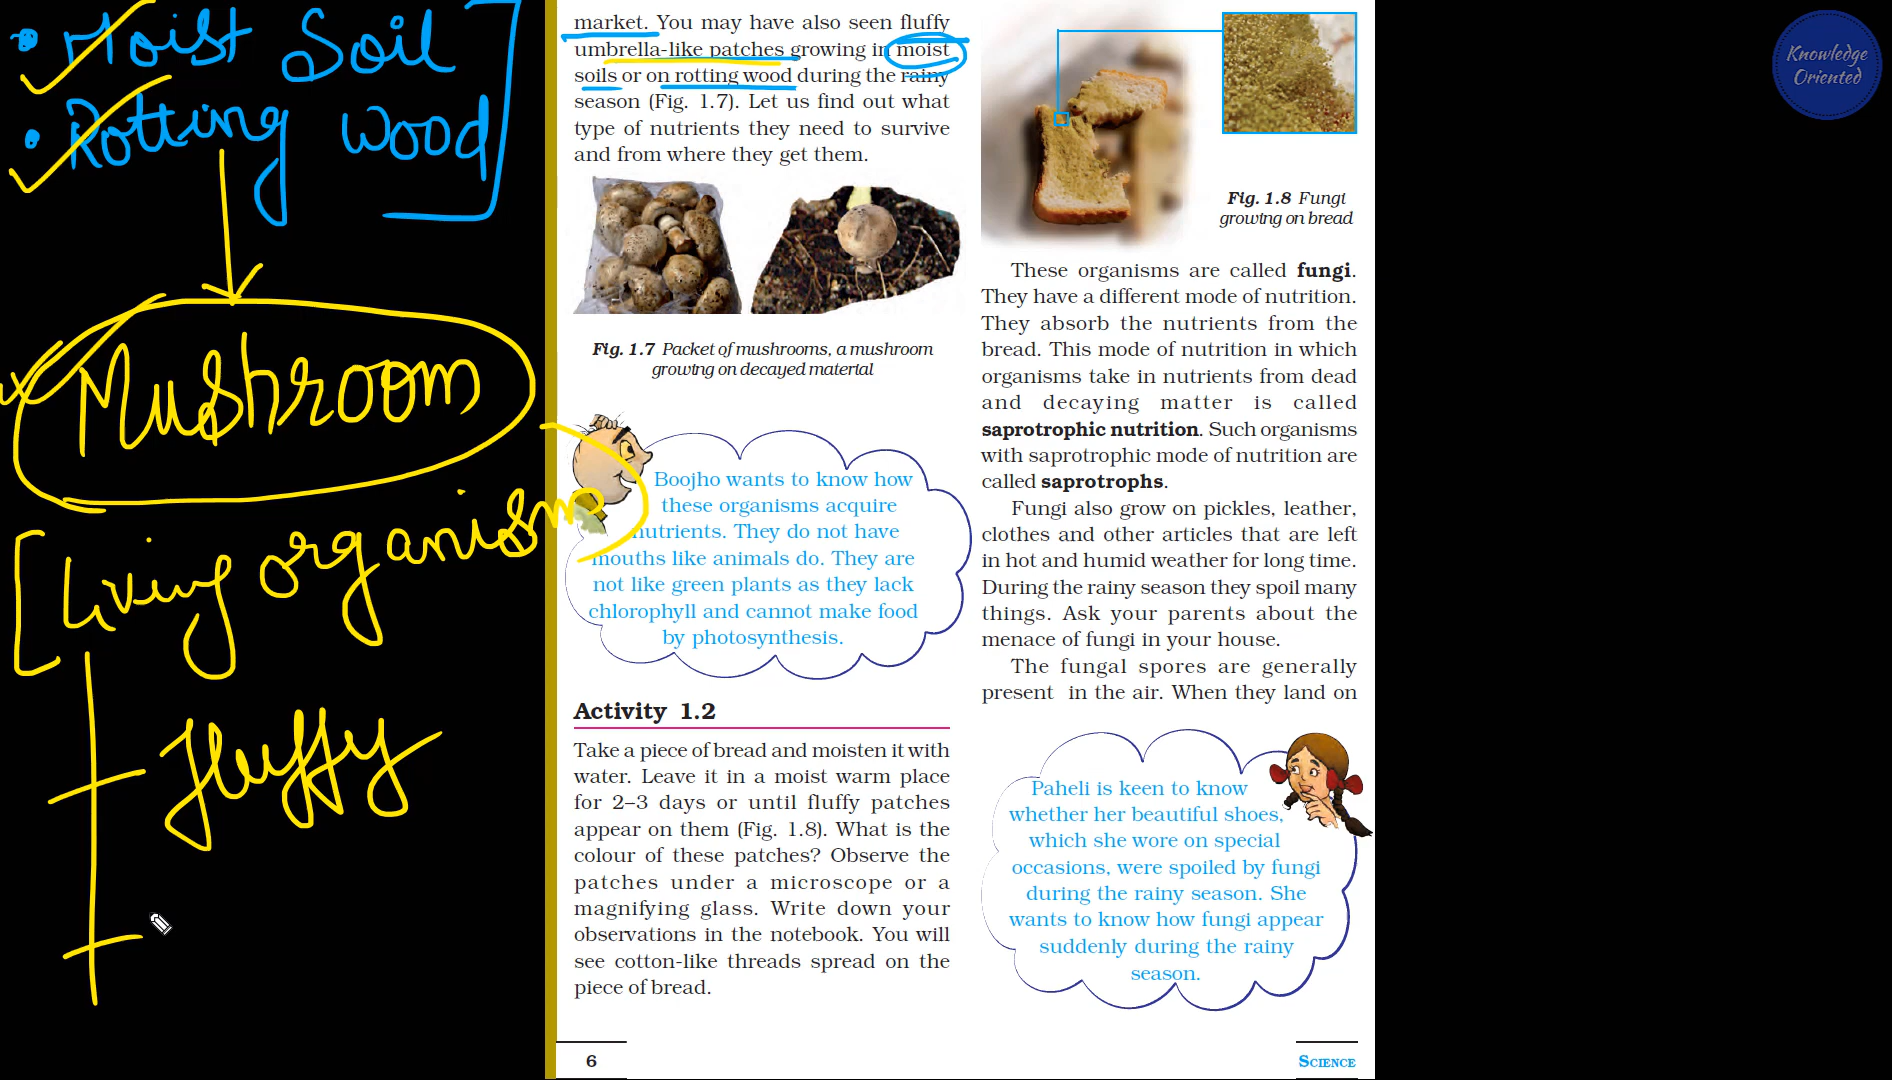 • Moist Soil
• Rotting Wood
Mushroom
Living organism
Fluffy
market. You may have also seen fluffy
umbrella-like patches growing in moist
soils or on rotting wood during the rainy
season (Fig. 1.7). Let us find out what
type of nutrients they need to survive
and from where they get them.
Fig. 1.7 Packet of mushrooms, a mushroom
growing on decayed material
Boojho wants to know how
these organisms acquire
nutrients. They do not have
mouths like animals do. They are
not like green plants as they lack
chlorophyll and cannot make food
by photosynthesis.
Activity 1.2
Take a piece of bread and moisten it with
water. Leave it in a moist warm place
for 2–3 days or until fluffy patches
appear on them (Fig. 1.8). What is the
colour of these patches? Observe the
patches under a microscope or a
magnifying glass. Write down your
observations in the notebook. You will
see cotton-like threads spread on the
piece of bread.
6
Fig. 1.8 Fungi
growing on bread
These organisms are called fungi.
They have a different mode of nutrition.
They absorb the nutrients from the
bread. This mode of nutrition in which
organisms take in nutrients from dead
and decaying matter is called
saprotrophic nutrition. Such organisms
with saprotrophic mode of nutrition are
called saprotrophs.
Fungi also grow on pickles, leather,
clothes and other articles that are left
in hot and humid weather for long time.
During the rainy season they spoil many
things. Ask your parents about the
menace of fungi in your house.
The fungal spores are generally
present in the air. When they land on
Paheli is keen to know
whether her beautiful shoes,
which she wore on special
occasions, were spoiled by fungi
during the rainy season. She
wants to know how fungi appear
suddenly during the rainy
season.
SCIENCE
Knowledge
Oriented